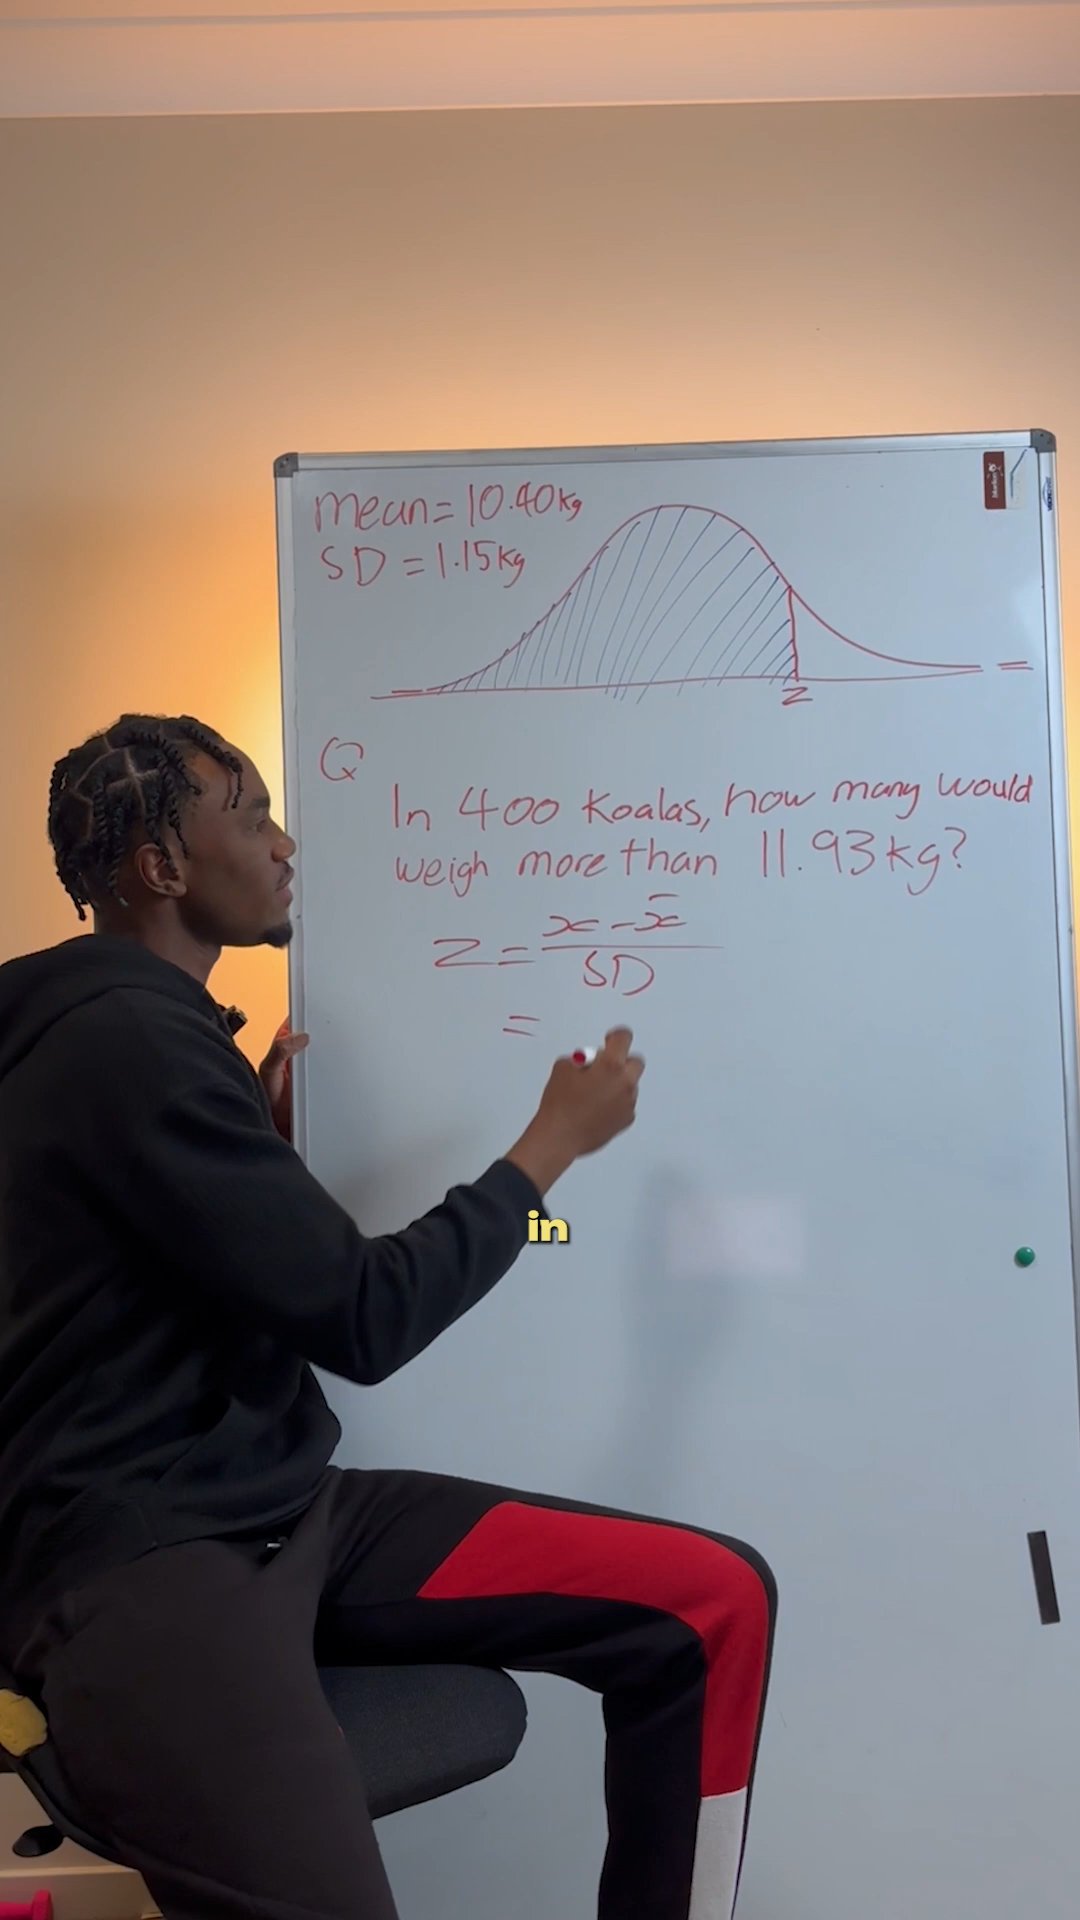 mean = 10.40kg
SD = 1.15kg
z
Q
In 400 Koalas, how many would
weigh more than 11.93kg?
z = x - x̄
SD
=
in